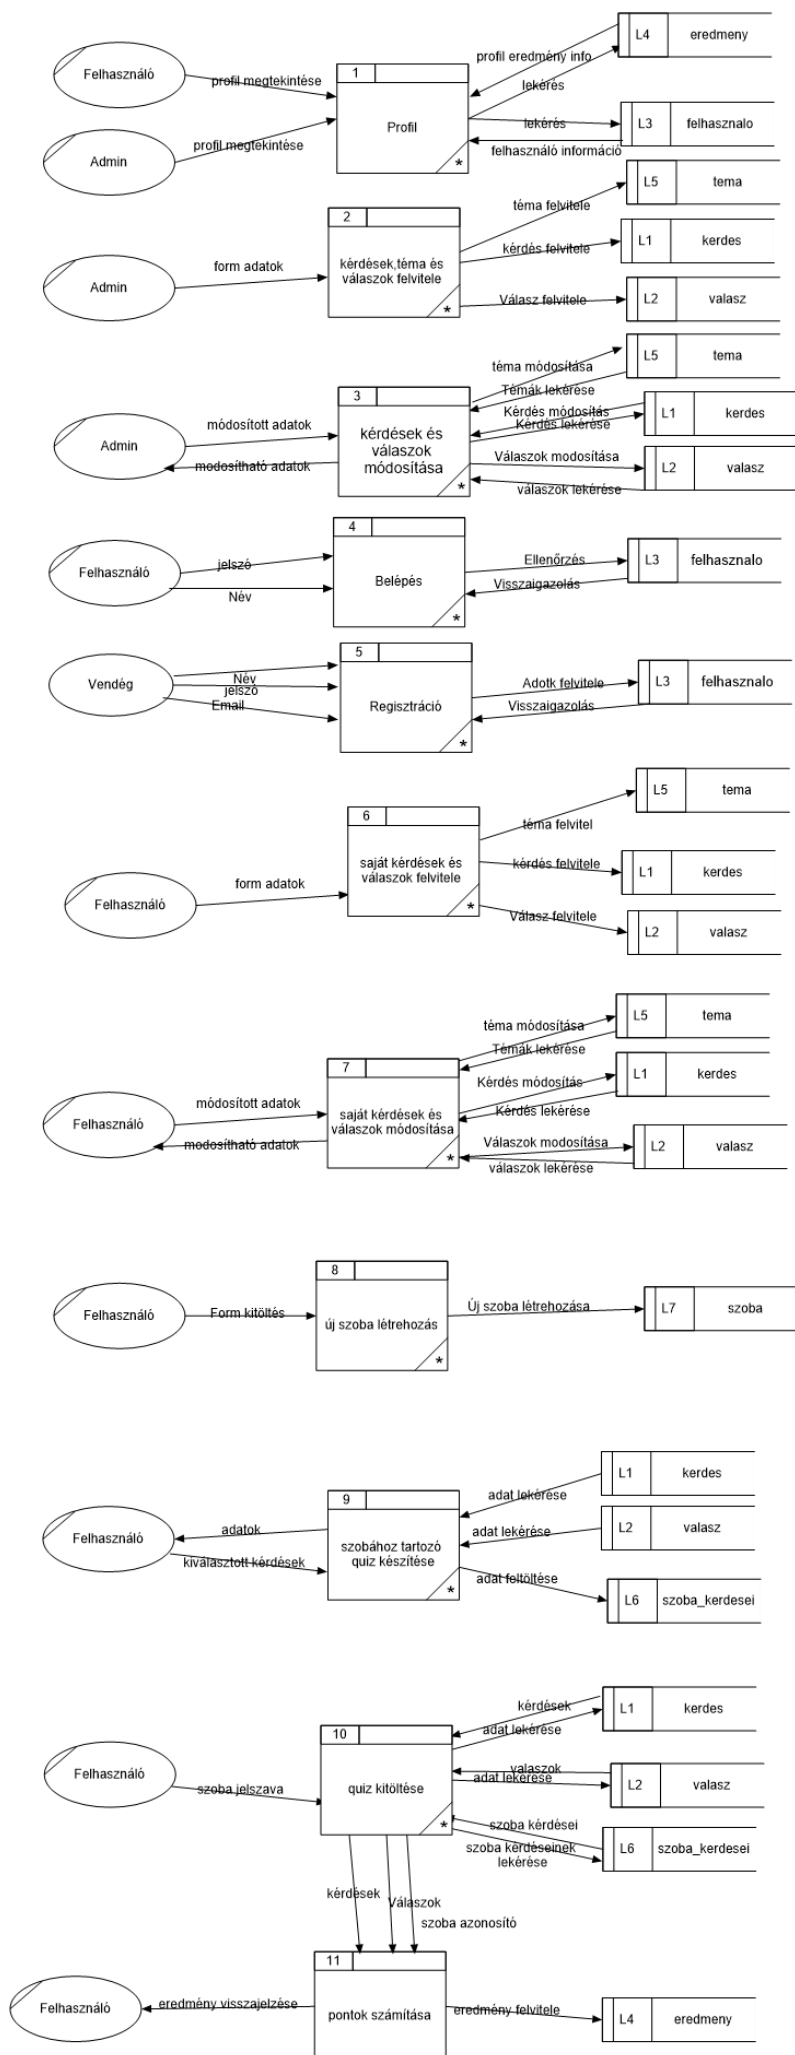 L4 eredmeny
Felhasználó
profil eredmény info
1
profil megtekintése
lekérés
Profil
lekérés
L3 felhasznalo
profil megtekintése
felhasználó információ
Admin
*
L5 tema
téma felvitele
2
L1 kerdes
kérdés felvitele
form adatok
kérdések,téma és
válaszok felvitele
Admin
Válasz felvitele
L2 valasz
*
L5 tema
téma módosítása
Témák lekérése
3
Kérdés módosítás
L1 kerdes
Kérdés lekérése
módosított adatok
kérdések és
válaszok
módosítása
Admin
Válaszok modosítása
modosítható adatok
L2 valasz
válaszok lekérése
*
4
Ellenőrzés
L3 felhasznalo
jelszó
Felhasználó
Belépés
Visszaigazolás
Név
*
5
Név
Vendég
jelszó
Adotk felvitele
L3 felhasznalo
Email
Regisztráció
Visszaigazolás
*
L5 tema
6
téma felvitel
saját kérdések és
válaszok felvitele
kérdés felvitele
L1 kerdes
form adatok
Felhasználó
Válasz felvitele
L2 valasz
*
L5 tema
téma módosítása
Témák lekérése
7
Kérdés módosítás
L1 kerdes
módosított adatok
Kérdés lekérése
saját kérdések és
válaszok módosítása
Felhasználó
Válaszok modosítása
modosítható adatok
L2 valasz
válaszok lekérése
*
8
Új szoba létrehozása
L7 szoba
Felhasználó
Form kitöltés
új szoba létrehozás
*
L1 kerdes
adat lekérése
9
adatok
adat lekérése
L2 valasz
Felhasználó
szobához tartozó
quiz készítése
kiválasztott kérdések
adat feltöltése
*
L6 szoba_kerdesei
kérdések
L1 kerdes
10
adat lekérése
valaszok
Felhasználó
adat lekérése
szoba jelszava
quiz kitöltése
L2 valasz
szoba kérdései
*
szoba kérdéseinek
lekérése
L6 szoba_kerdesei
kérdések
Válaszok
szoba azonosító
11
eredmény visszajelzése
Felhasználó
pontok számítása
eredmény felvitele
L4 eredmeny